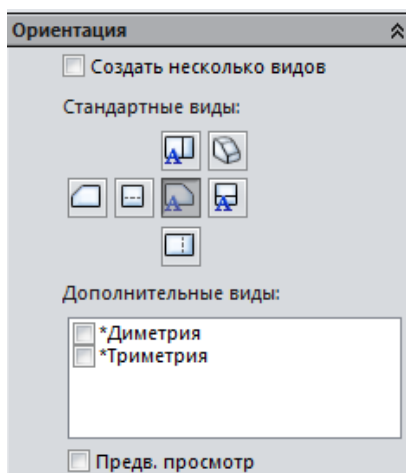 Ориентация
Создать несколько видов
Стандартные виды:
A
A A
Дополнительные виды:
*Диметрия
*Триметрия
Предв. просмотр